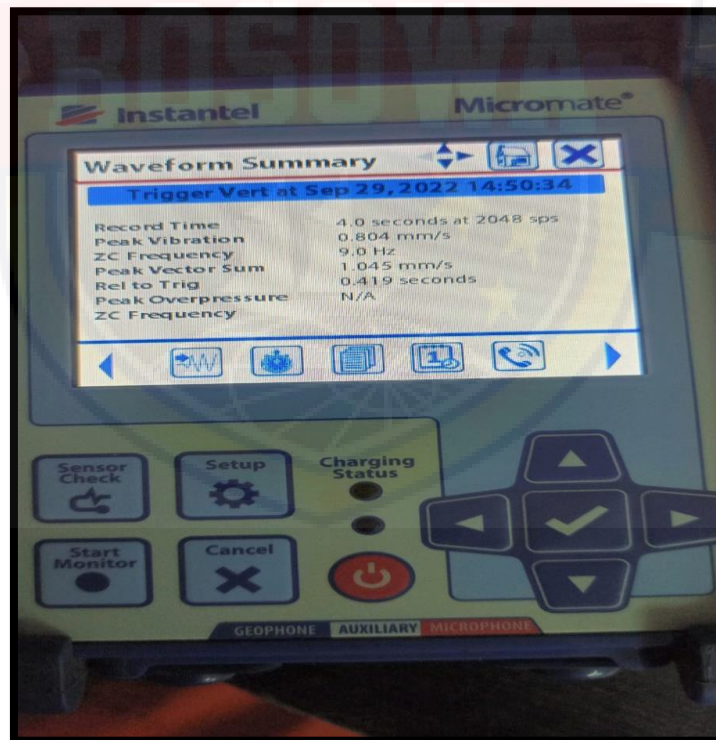 BOSOWA
Instantel Micromate®
Waveform Summary
Trigger Vert at Sep 29, 2022 14:50:34
Record Time 4.0 seconds at 2048 sps
Peak Vibration 0.804 mm/s
ZC Frequency 9.0 Hz
Peak Vector Sum 1.045 mm/s
Rel to Trig 0.419 seconds
Peak Overpressure N/A
ZC Frequency
1
Sensor Check
Setup
Charging Status
Start Monitor
Cancel
GEOPHONE AUXILIARY MICROPHONE